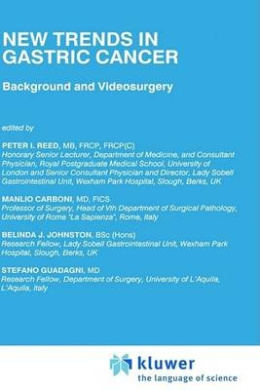 NEW TRENDS IN
GASTRIC CANCER
Background and Videosurgery
edited by
PETER I. REED, MB, FRCP, FRCP(C)
Honorary Senior Lecturer, Department of Medicine, and Consultant
Physician, Royal Postgraduate Medical School, University of
London and Senior Consultant Physician and Director, Lady Sobell
Gastrointestinal Unit, Wexham Park Hospital, Slough, Berks, UK
MANLIO CARBONI, MD, FICS
Professor of Surgery, Head of Vth Department of Surgical Pathology,
University of Rome "La Sapienza", Rome, Italy
BELINDA J. JOHNSTON, BSc (Hons)
Research Fellow, Lady Sobell Gastrointestinal Unit, Wexham Park
Hospital, Slough, Berks, UK
STEFANO GUADAGNI, MD
Research Fellow, Department of Surgery, University of L'Aquila,
L'Aquila, Italy
kluwer
the language of science